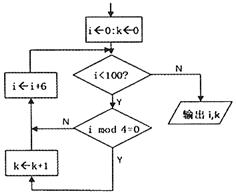 i←0:k←0
i←i+6
i<100?
N
Y
输出 i,k
N
i mod 4=0
k←k+1
Y